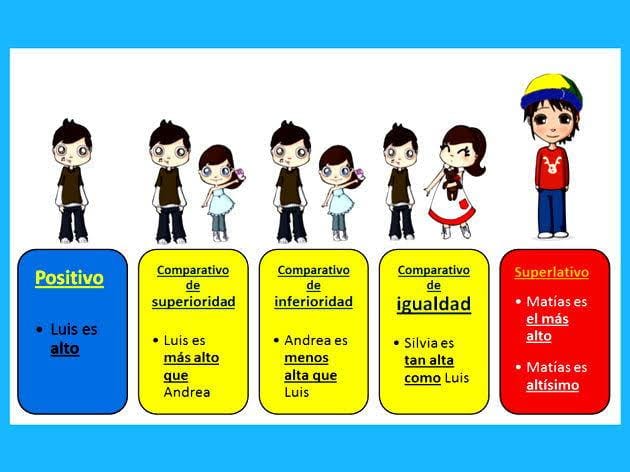 Positivo
• Luis es
alto
Comparativo
de
superioridad
• Luis es
más alto
que
Andrea
Comparativo
de
inferioridad
• Andrea es
menos
alta que
Luis
Comparativo
de
igualdad
• Silvia es
tan alta
como Luis
Superlativo
• Matías es
el más
alto
• Matías es
altísimo